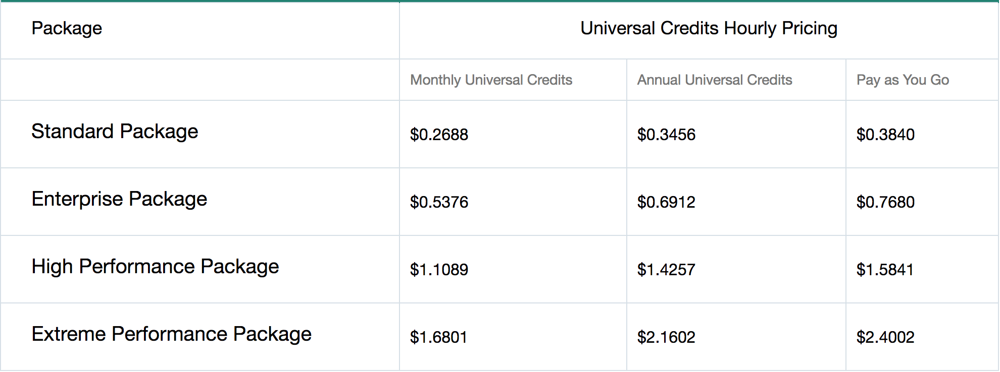 Package Universal Credits Hourly Pricing
Monthly Universal Credits Annual Universal Credits Pay as You Go
Standard Package $0.2688 $0.3456 $0.3840
Enterprise Package $0.5376 $0.6912 $0.7680
High Performance Package $1.1089 $1.4257 $1.5841
Extreme Performance Package $1.6801 $2.1602 $2.4002